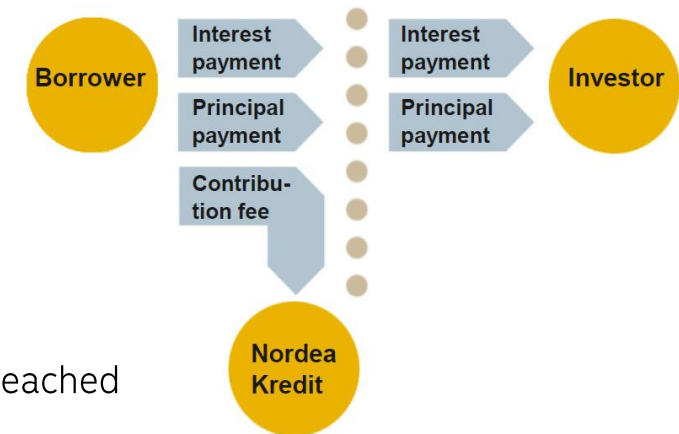 Borrower
Interest
payment
Principal
payment
Contribu-
tion fee
Interest
payment
Principal
payment
Investor
Nordea
Kredit
eached